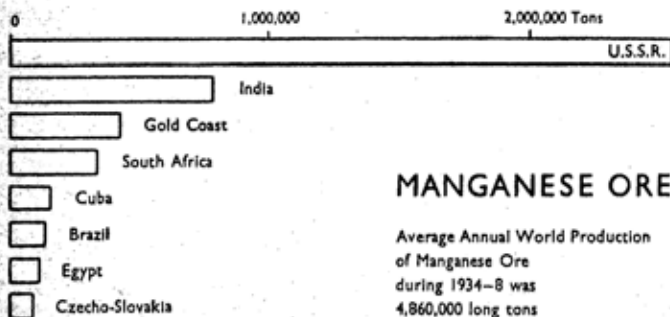 0 1,000,000 2,000,000 Tons
U.S.S.R.
India
Gold Coast
South Africa
Cuba
Brazil
Egypt
Czecho-Slovakia
MANGANESE ORE
Average Annual World Production
of Manganese Ore
during 1934–8 was
4,860,000 long tons